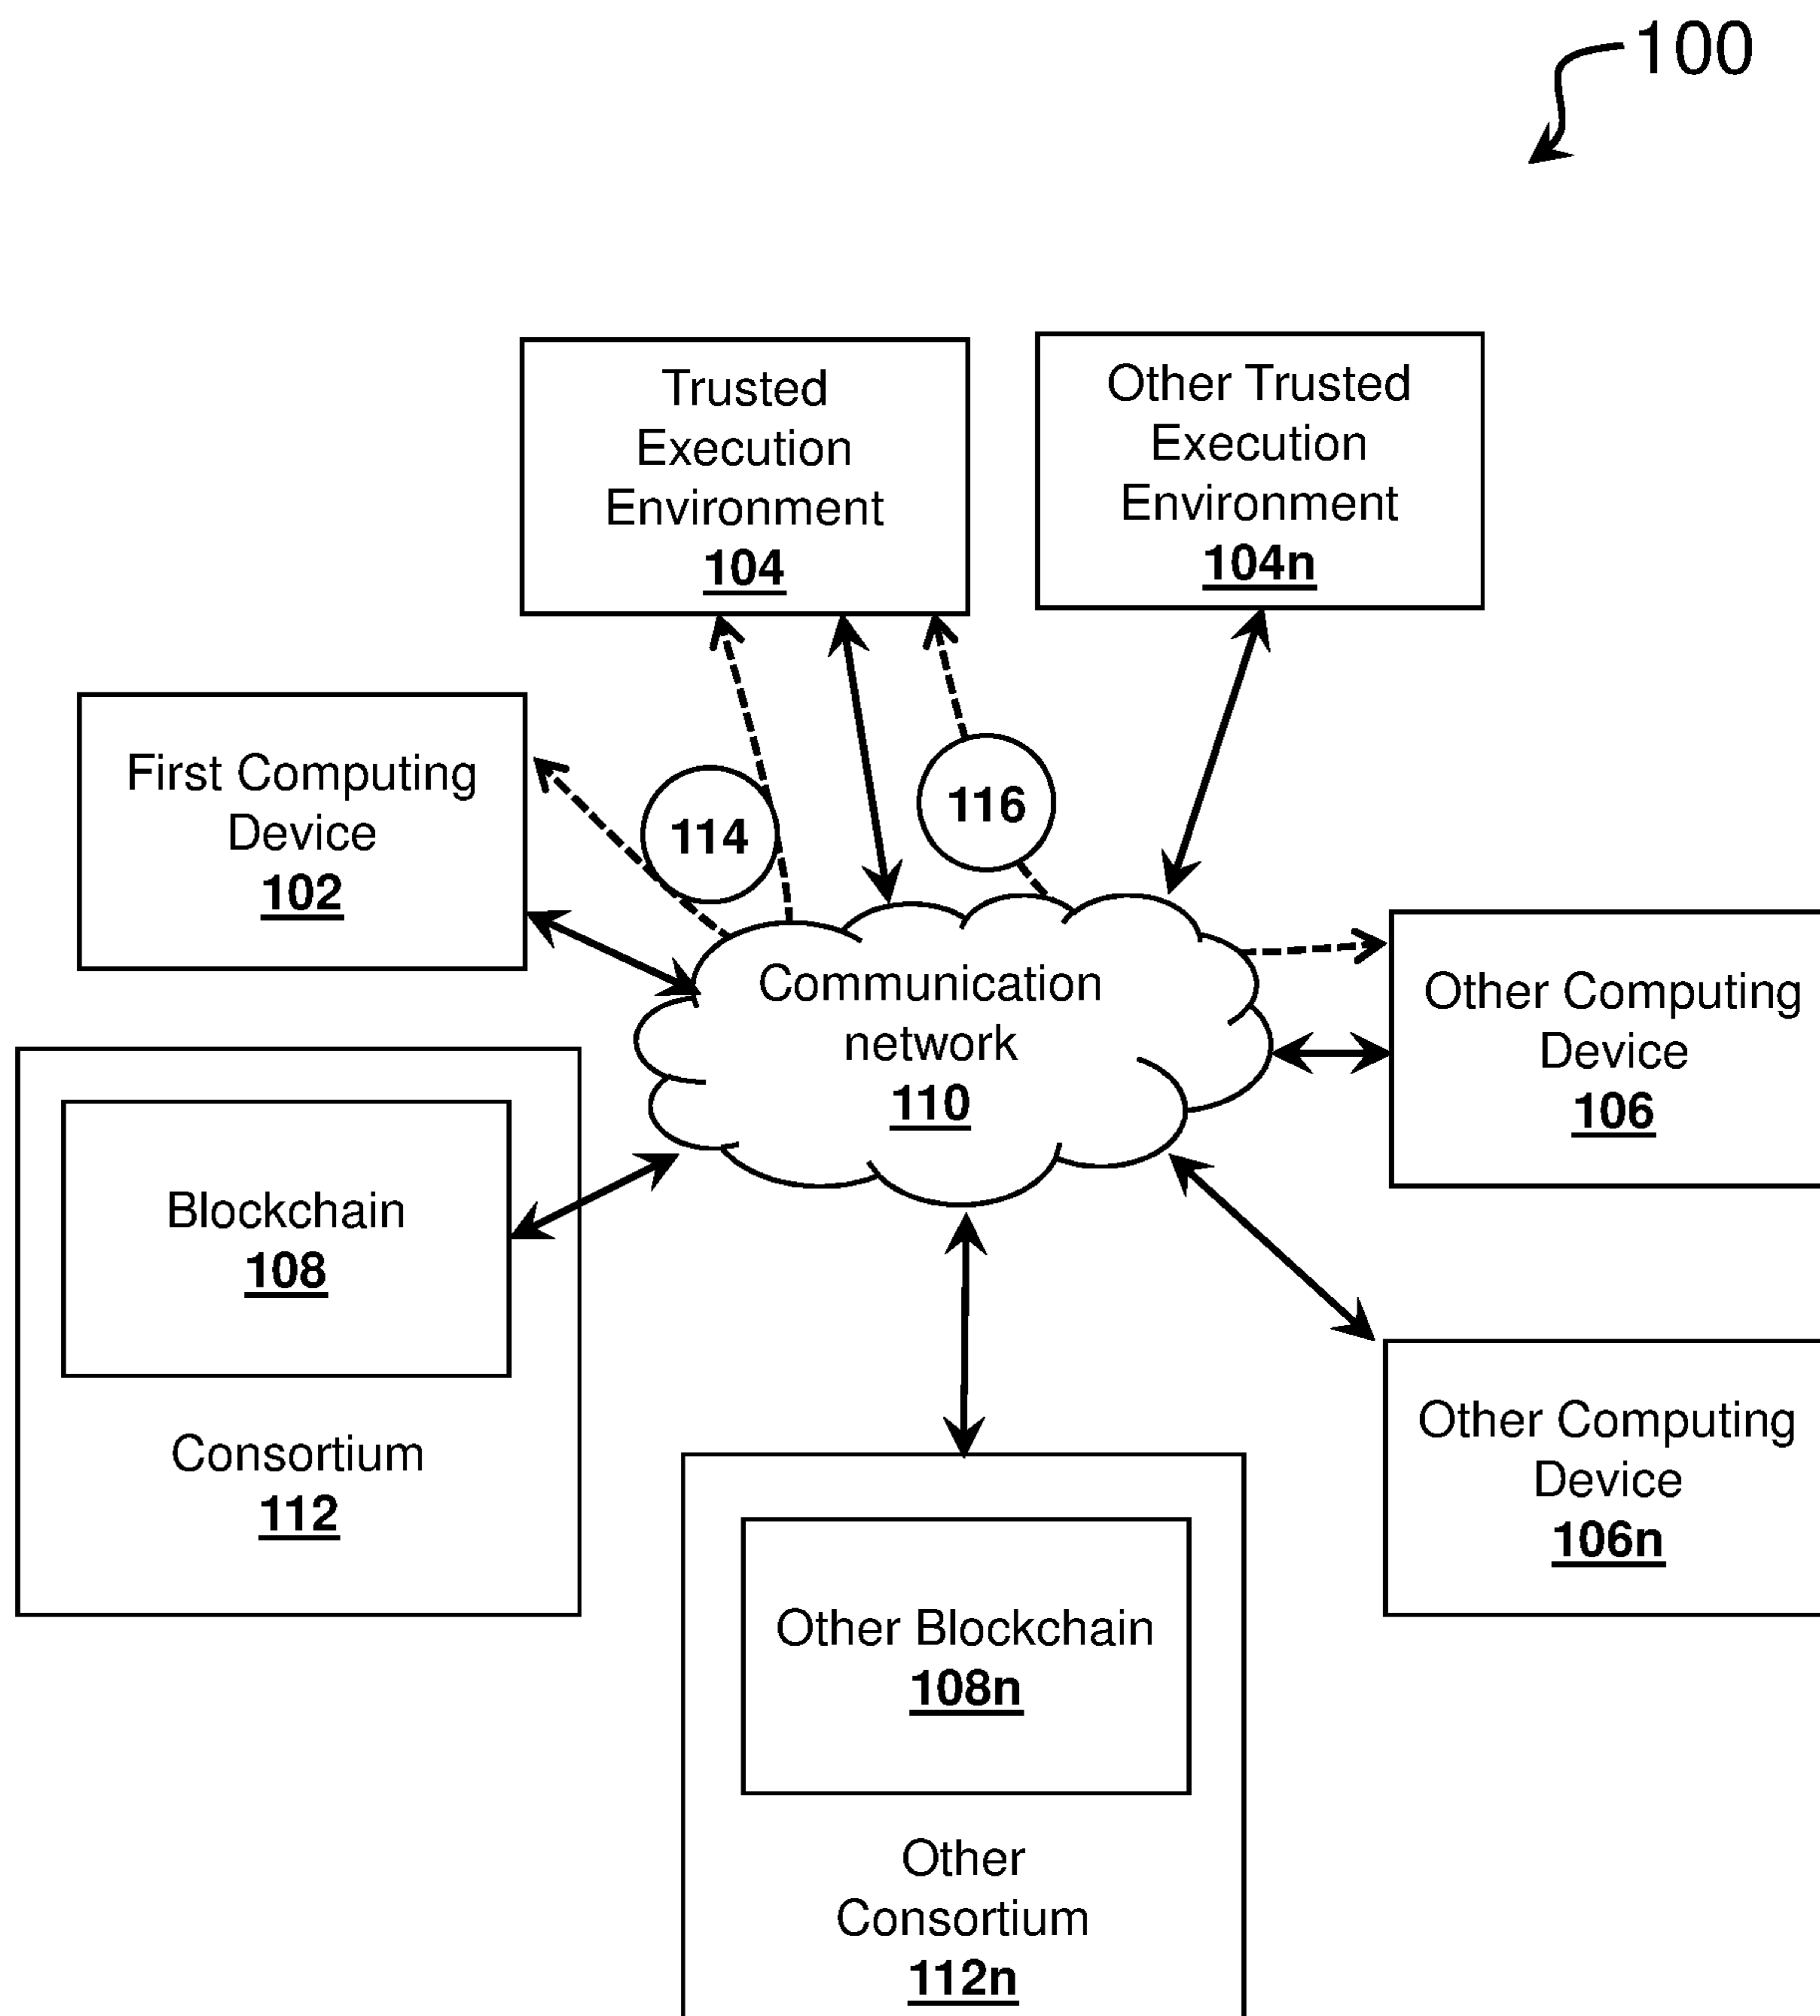 100
Trusted
Execution
Environment
104
Other Trusted
Execution
Environment
104n
First Computing
Device
102
114
116
Communication
network
110
Other Computing
Device
106
Blockchain
108
Consortium
112
Other Computing
Device
106n
Other Blockchain
108n
Other
Consortium
112n